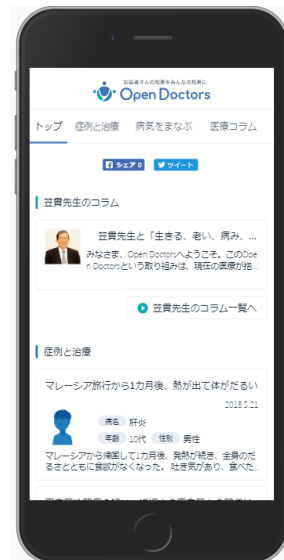 お医者さんの知恵をみんなの知恵に
Open Doctors
トップ 症例と治療 病気をまなぶ 医療コラム
シェア 0 ツイート
笠貫先生のコラム
笠貫先生と「生きる、老い、病み、...
みなさま、Open Doctorsへようこそ。このOpe
n Doctorsという取り組みは、現在の医療が抱...
笠貫先生のコラム一覧へ
症例と治療
マレーシア旅行から1カ月後、熱が出て体がだるい
2018.5.21
病名 肝炎
年齢 10代 性別 男性
マレーシアから帰国して1カ月後、発熱が続き、全身のだ
るさとともに食欲がなくなった。 吐き気があり、食べた...